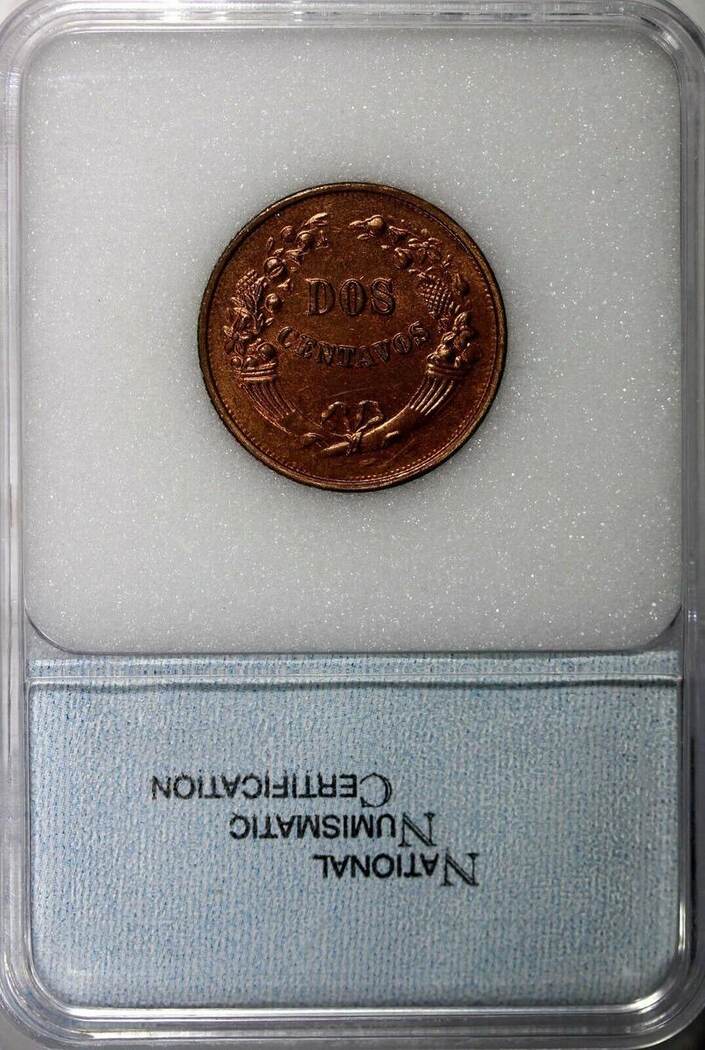 DOS
CENTAVOS
NATIONAL
NUMISMATIC
CERTIFICATION